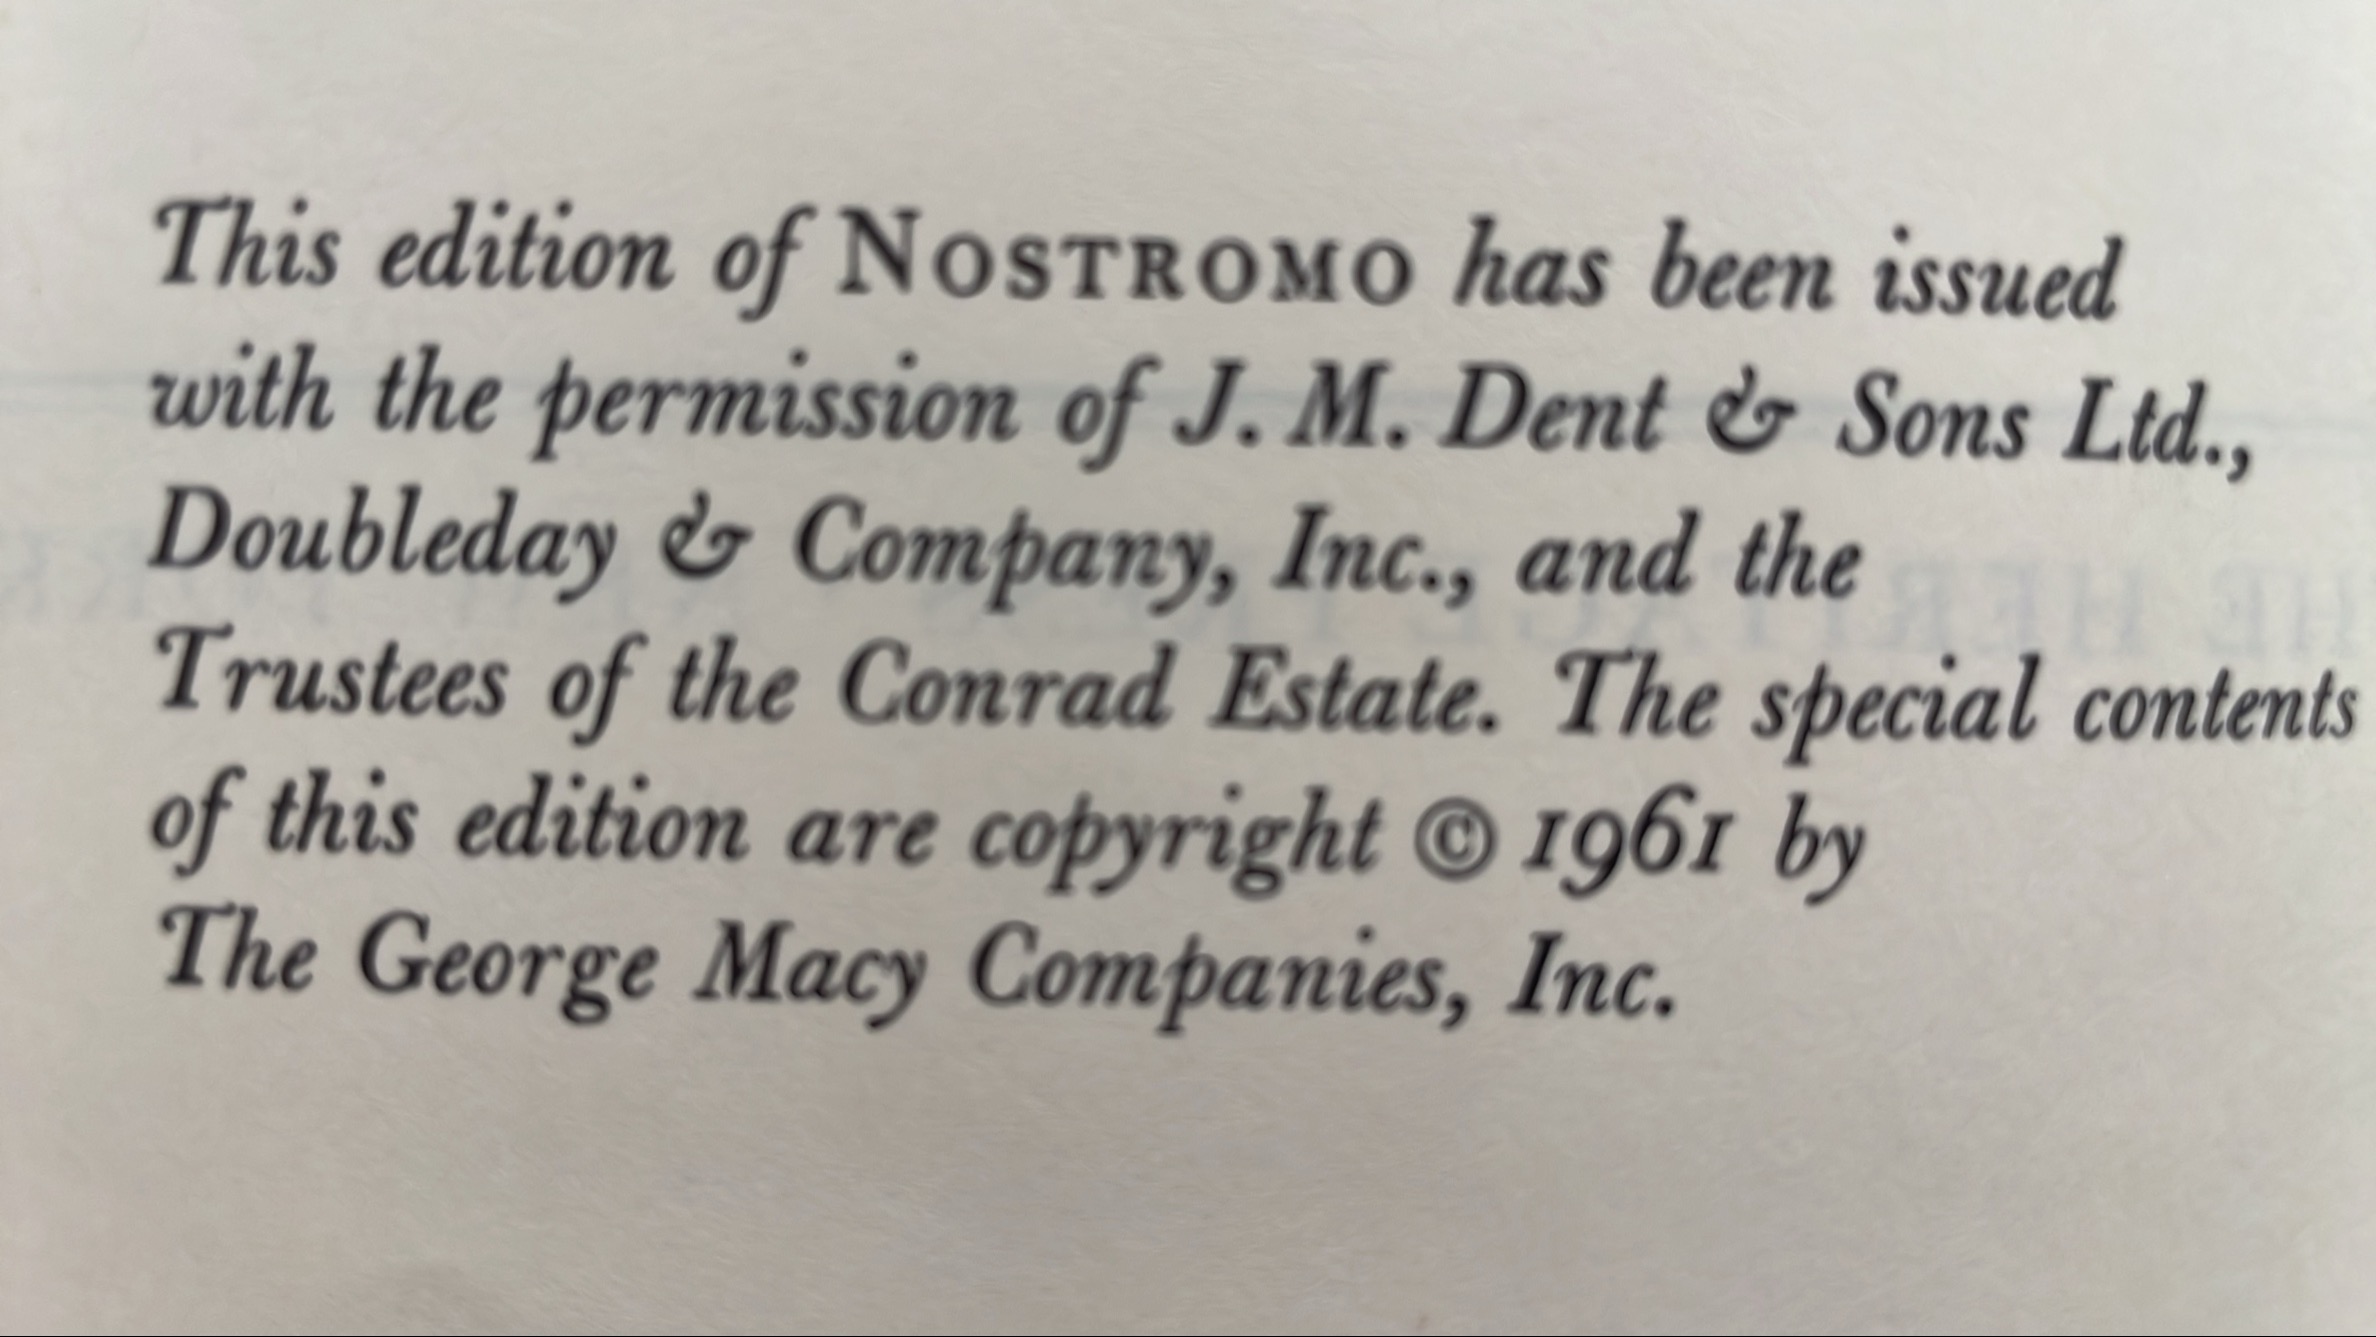 This edition of NOSTROMO has been issued
with the permission of J. M. Dent & Sons Ltd.,
Doubleday & Company, Inc., and the
Trustees of the Conrad Estate. The special contents
of this edition are copyright © 1961 by
The George Macy Companies, Inc.